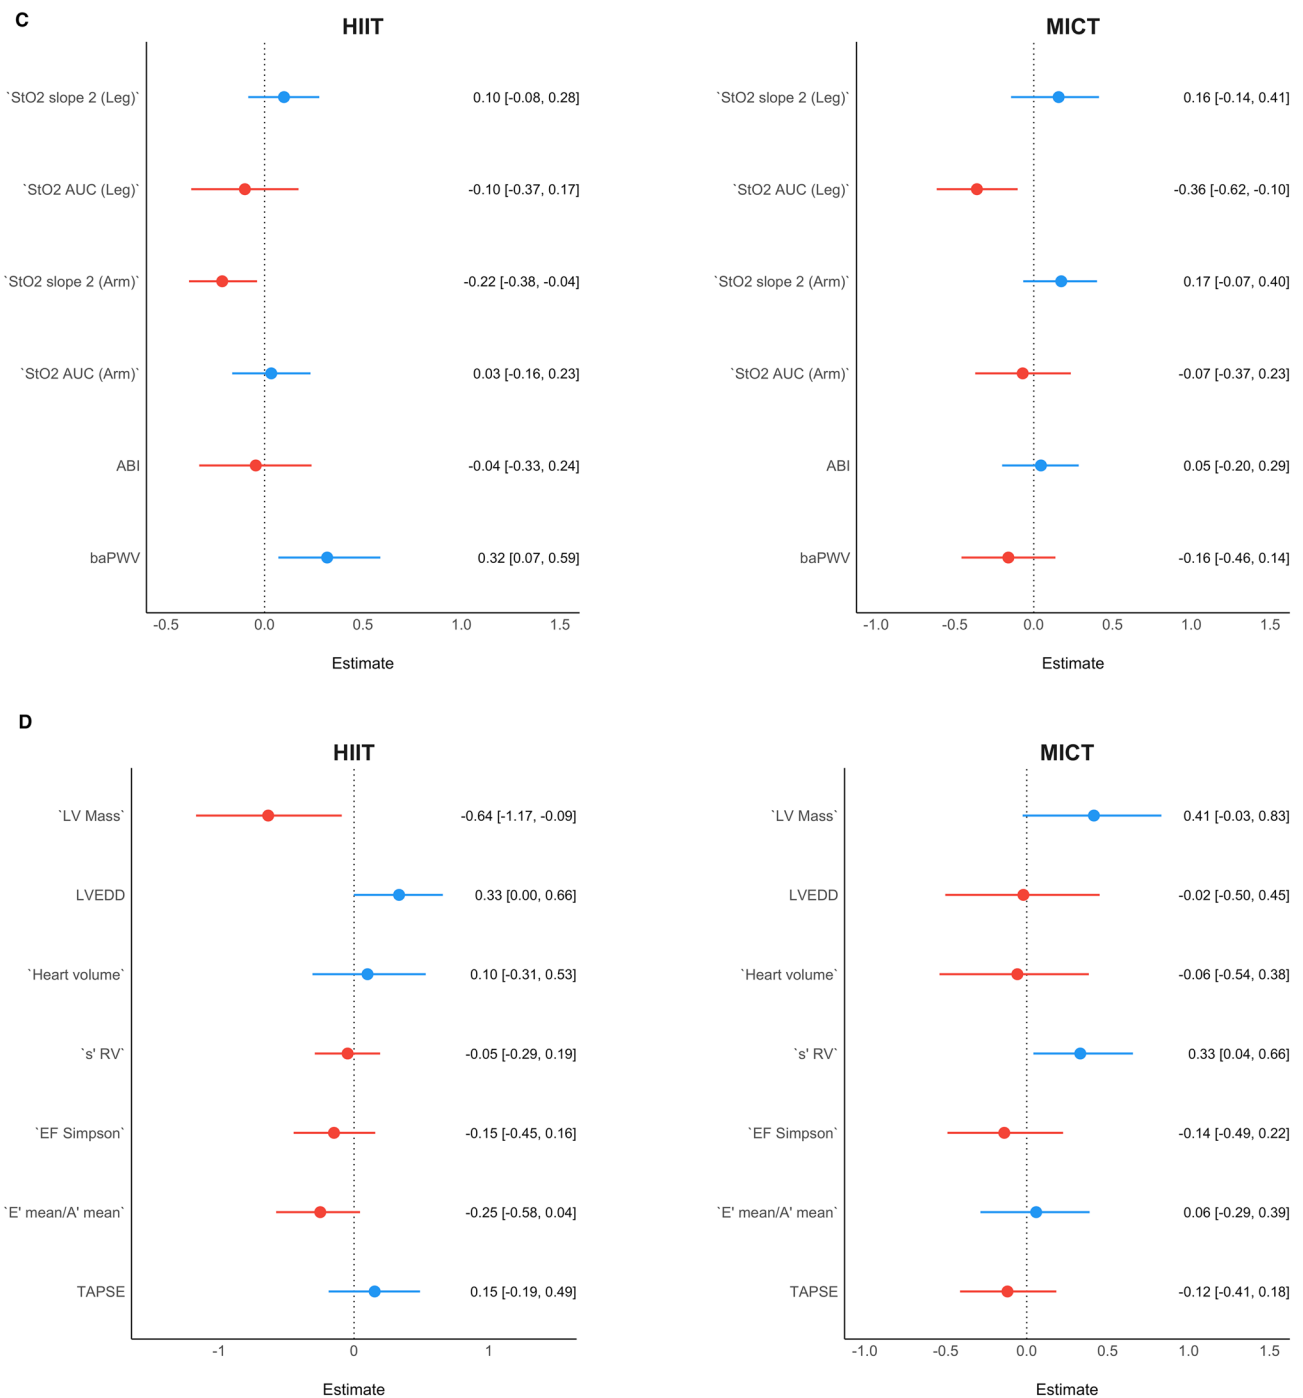 C
HIIT
`StO2 slope 2 (Leg)` 0.10 [-0.08, 0.28]
`StO2 AUC (Leg)` -0.10 [-0.37, 0.17]
`StO2 slope 2 (Arm)` -0.22 [-0.38, -0.04]
`StO2 AUC (Arm)` 0.03 [-0.16, 0.23]
ABI -0.04 [-0.33, 0.24]
baPWV 0.32 [0.07, 0.59]
-0.5 0.0 0.5 1.0 1.5
Estimate
MICT
`StO2 slope 2 (Leg)` 0.16 [-0.14, 0.41]
`StO2 AUC (Leg)` -0.36 [-0.62, -0.10]
`StO2 slope 2 (Arm)` 0.17 [-0.07, 0.40]
`StO2 AUC (Arm)` -0.07 [-0.37, 0.23]
ABI 0.05 [-0.20, 0.29]
baPWV -0.16 [-0.46, 0.14]
-1.0 -0.5 0.0 0.5 1.0 1.5
Estimate
D
HIIT
`LV Mass` -0.64 [-1.17, -0.09]
LVEDD 0.33 [0.00, 0.66]
`Heart volume` 0.10 [-0.31, 0.53]
`s' RV` -0.05 [-0.29, 0.19]
`EF Simpson` -0.15 [-0.45, 0.16]
`E' mean/A' mean` -0.25 [-0.58, 0.04]
TAPSE 0.15 [-0.19, 0.49]
-1 0 1
Estimate
MICT
`LV Mass` 0.41 [-0.03, 0.83]
LVEDD -0.02 [-0.50, 0.45]
`Heart volume` -0.06 [-0.54, 0.38]
`s' RV` 0.33 [0.04, 0.66]
`EF Simpson` -0.14 [-0.49, 0.22]
`E' mean/A' mean` 0.06 [-0.29, 0.39]
TAPSE -0.12 [-0.41, 0.18]
-1.0 -0.5 0.0 0.5 1.0 1.5
Estimate